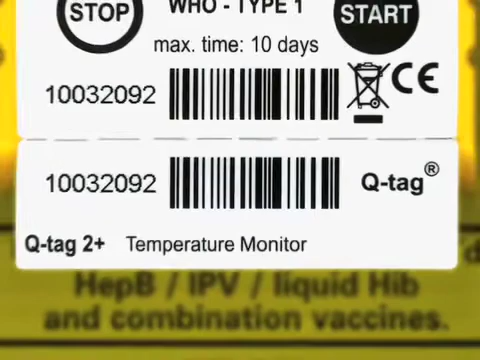 STOP
WHO - TYPE 1
START
max. time: 10 days
10032092
CE
10032092
Q-tag®
Q-tag 2+ Temperature Monitor
HepB / IPV / liquid Hib
and combination vaccines.